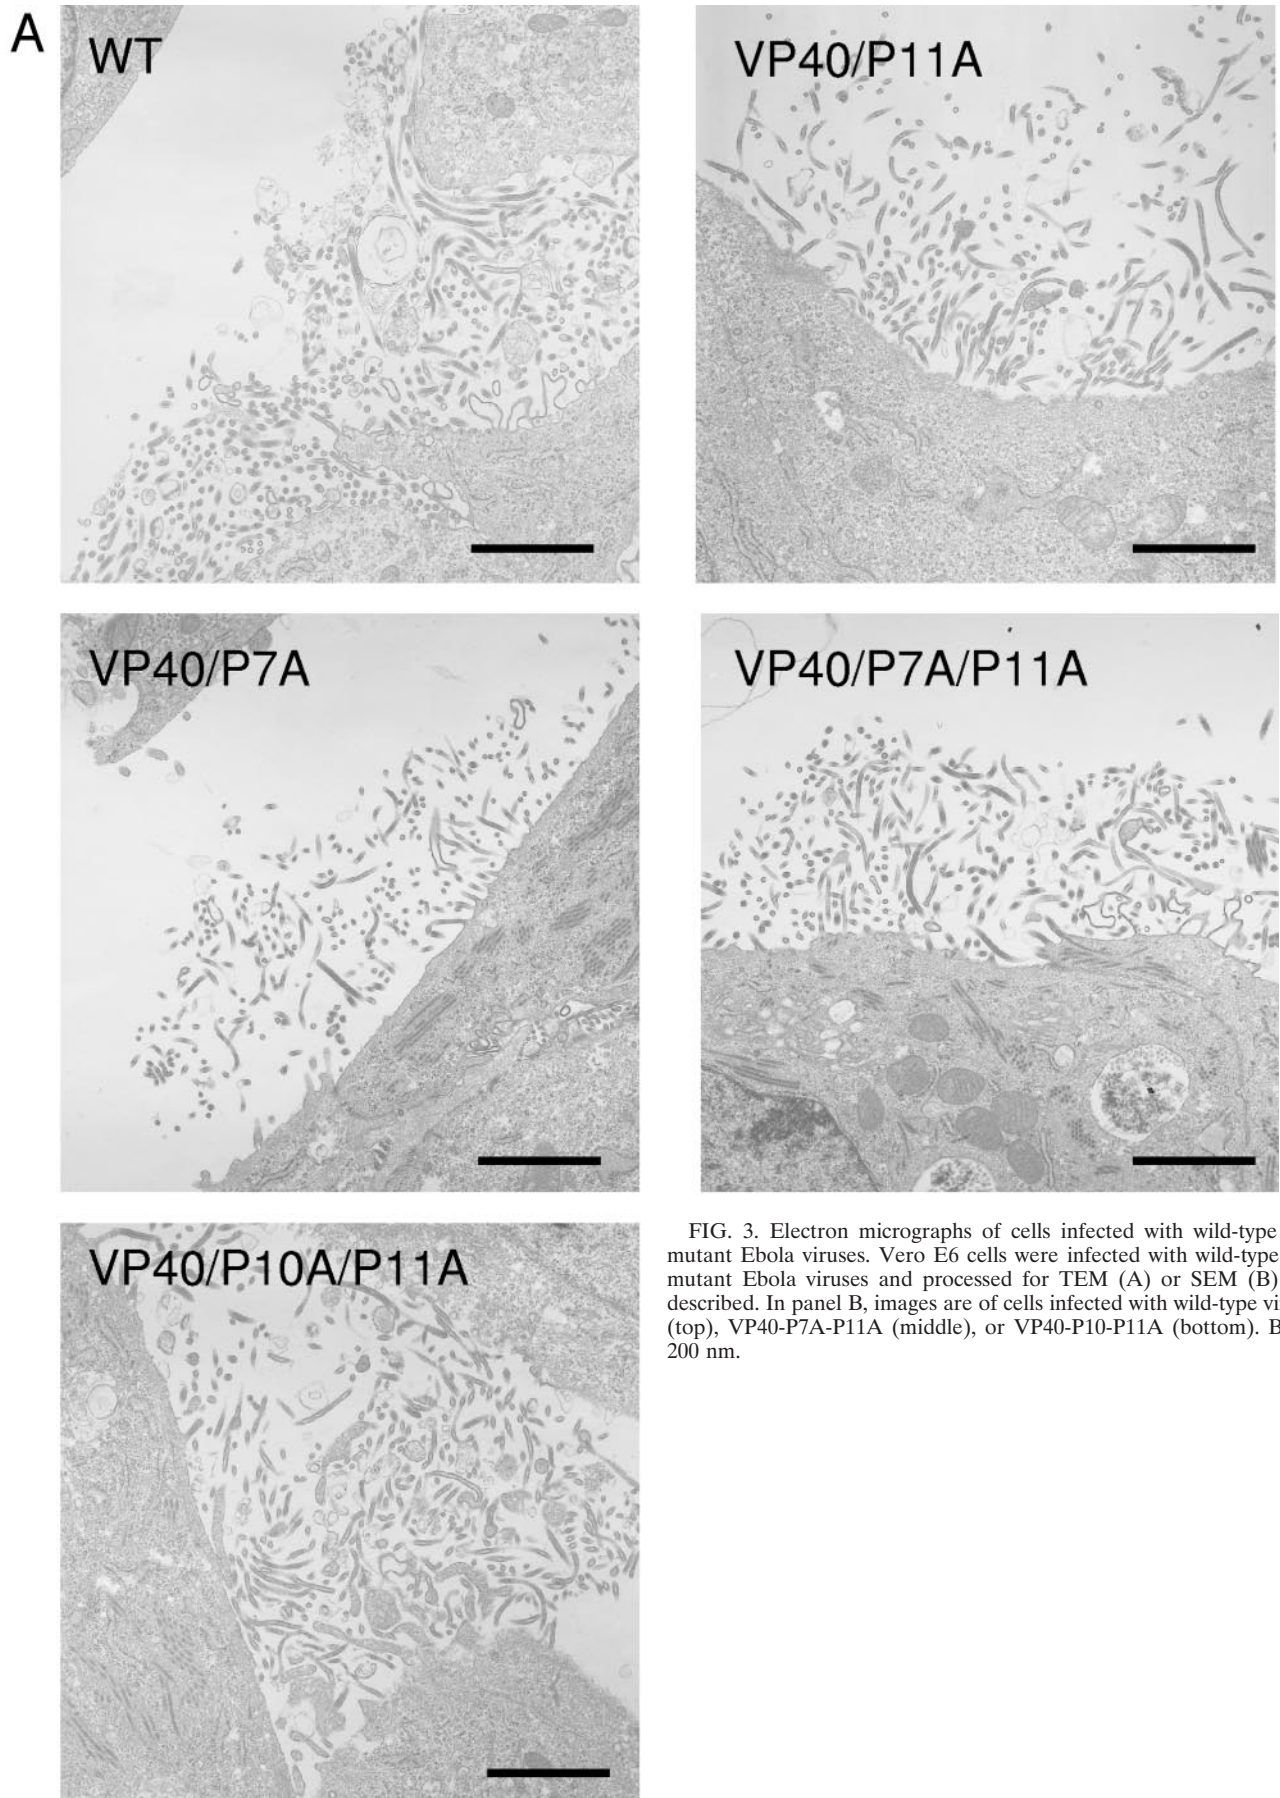 A
WT
VP40/P11A
VP40/P7A
VP40/P7A/P11A
VP40/P10A/P11A
FIG. 3. Electron micrographs of cells infected with wild-type
mutant Ebola viruses. Vero E6 cells were infected with wild-type
mutant Ebola viruses and processed for TEM (A) or SEM (B)
described. In panel B, images are of cells infected with wild-type vi
(top), VP40-P7A-P11A (middle), or VP40-P10-P11A (bottom). B
200 nm.